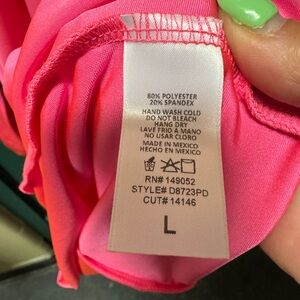 80% POLYESTER
20% SPANDEX
HAND WASH COLD
DO NOT BLEACH
HANG DRY
LAVE FRIO A MANO
NO USAR CLORO
MADE IN MEXICO
HECHO EN MEXICO
RN# 149052
STYLE# D8723PD
CUT# 14146
L